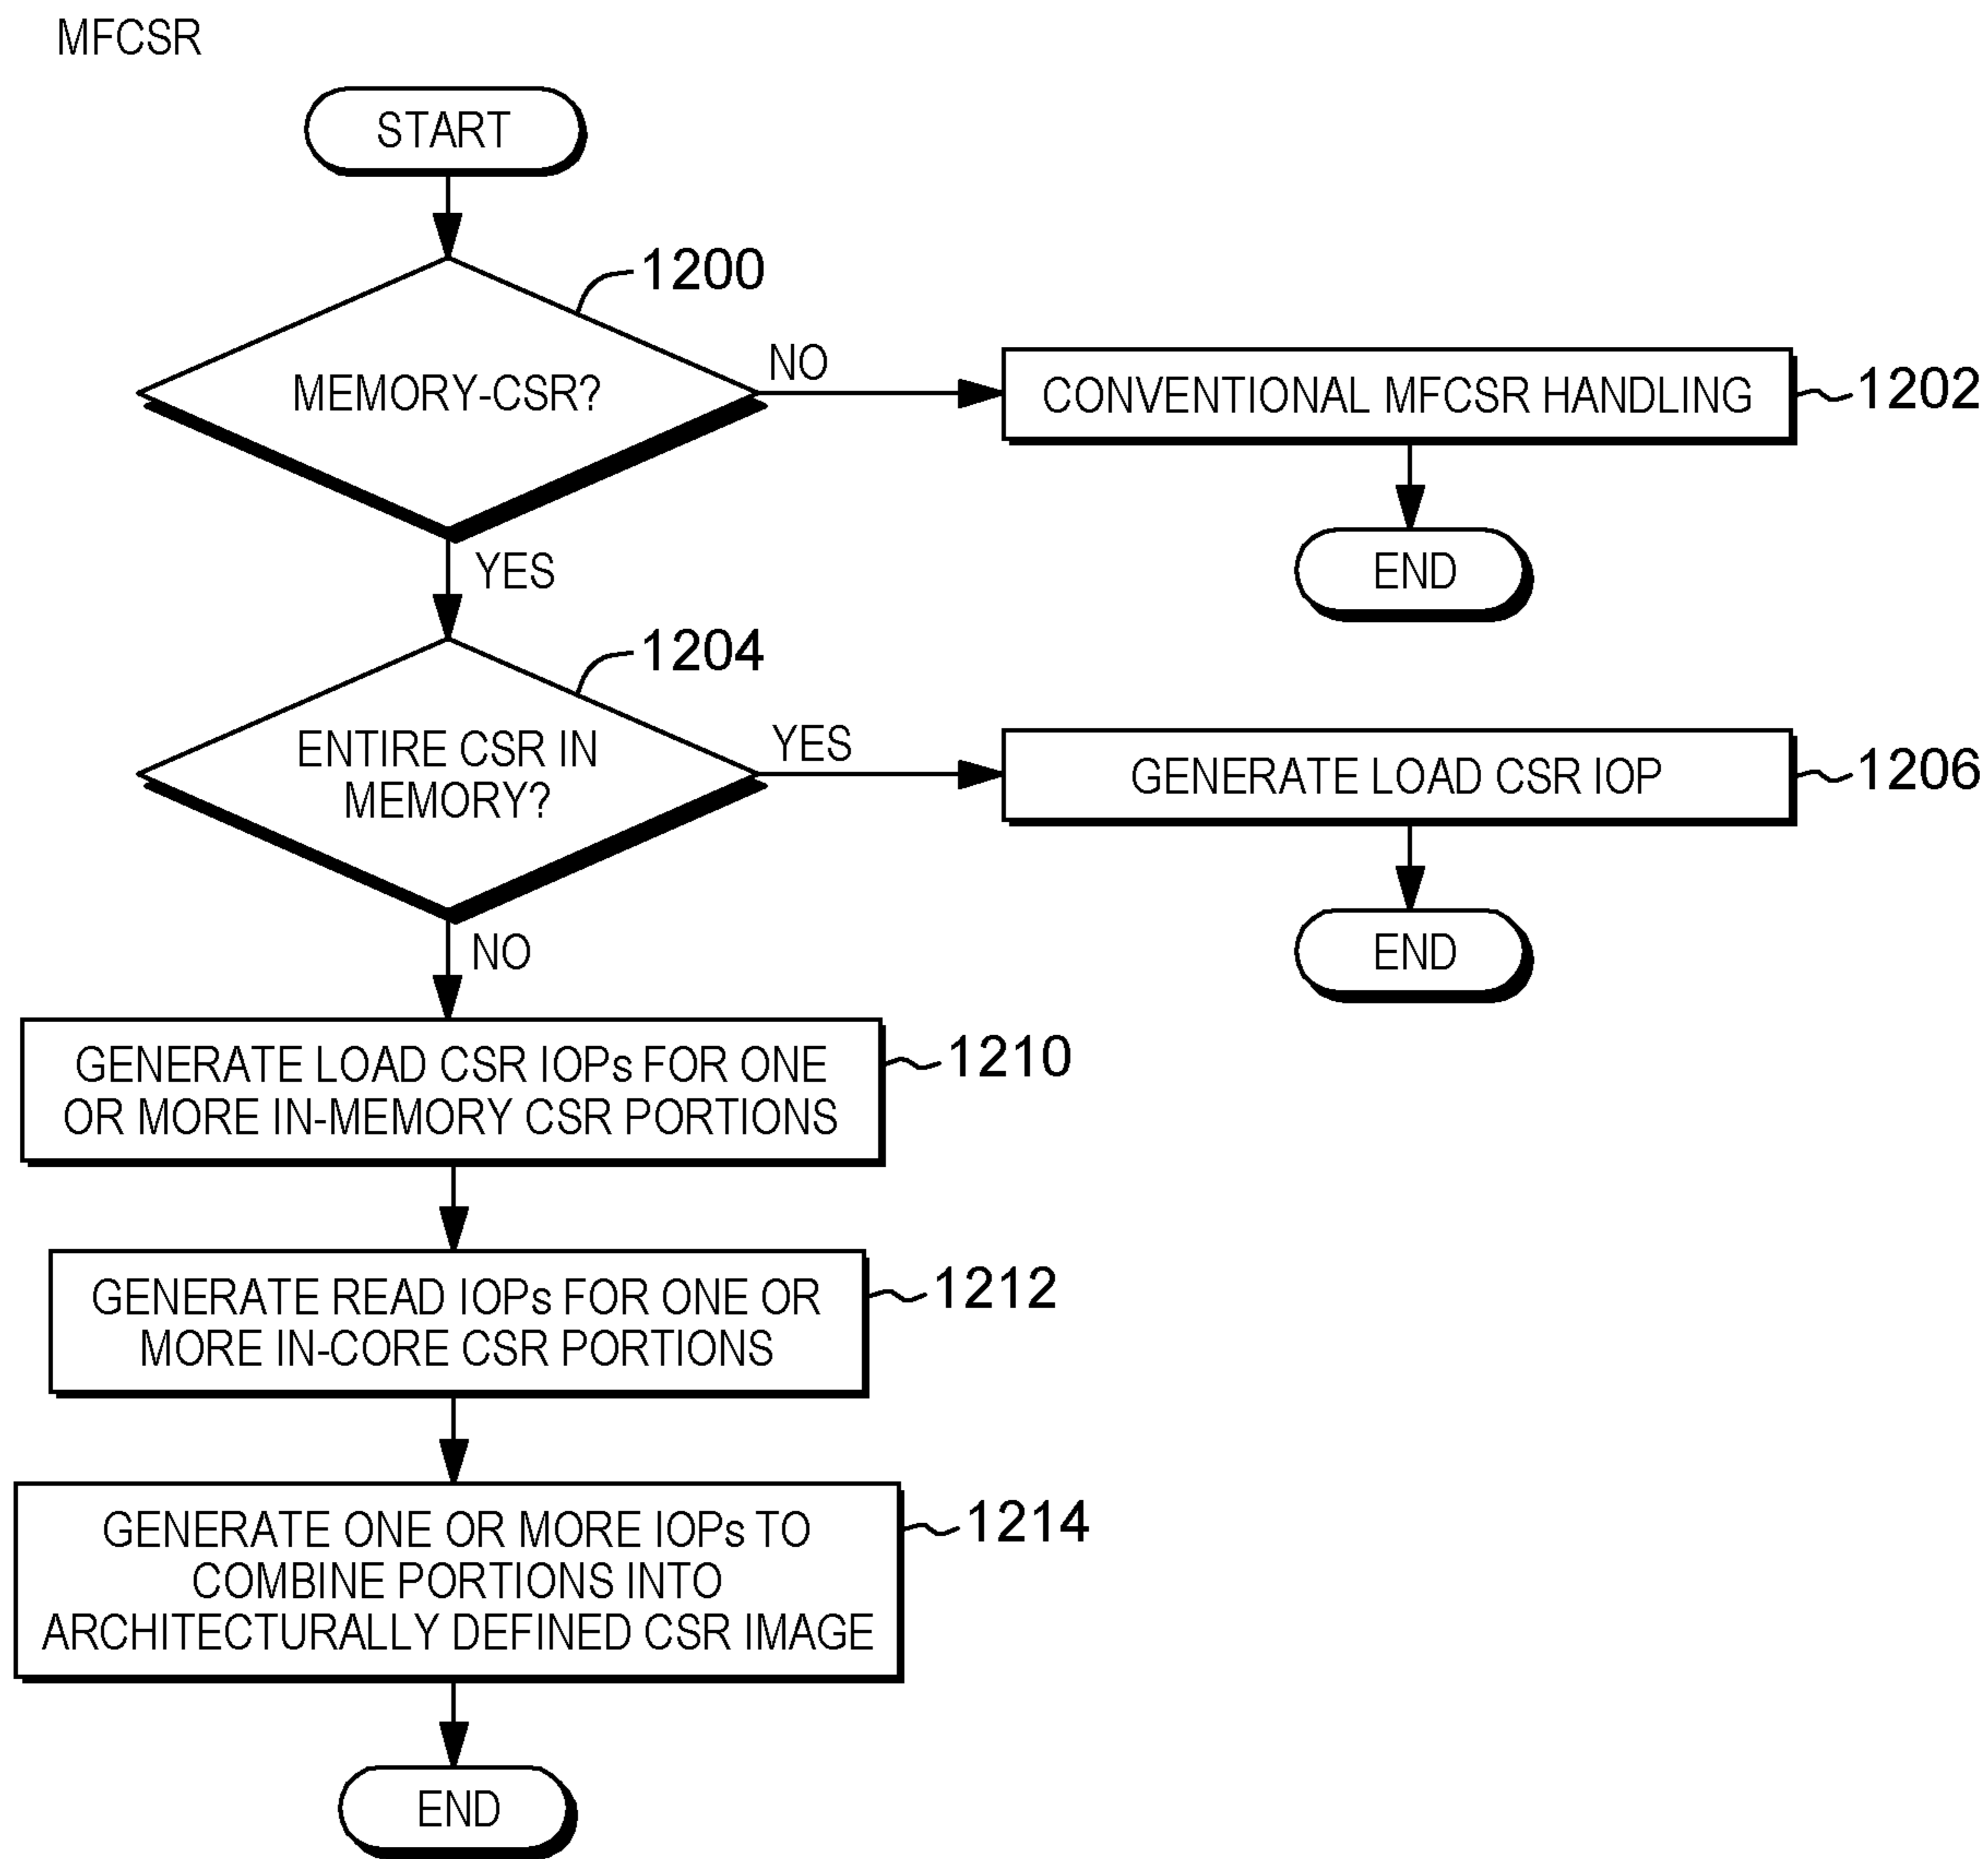 MFCSR
START
1200
MEMORY-CSR?
NO
CONVENTIONAL MFCSR HANDLING
1202
END
YES
1204
ENTIRE CSR IN
MEMORY?
YES
GENERATE LOAD CSR IOP
1206
END
NO
GENERATE LOAD CSR IOPs FOR ONE
OR MORE IN-MEMORY CSR PORTIONS
1210
GENERATE READ IOPs FOR ONE OR
MORE IN-CORE CSR PORTIONS
1212
GENERATE ONE OR MORE IOPs TO
COMBINE PORTIONS INTO
ARCHITECTURALLY DEFINED CSR IMAGE
1214
END